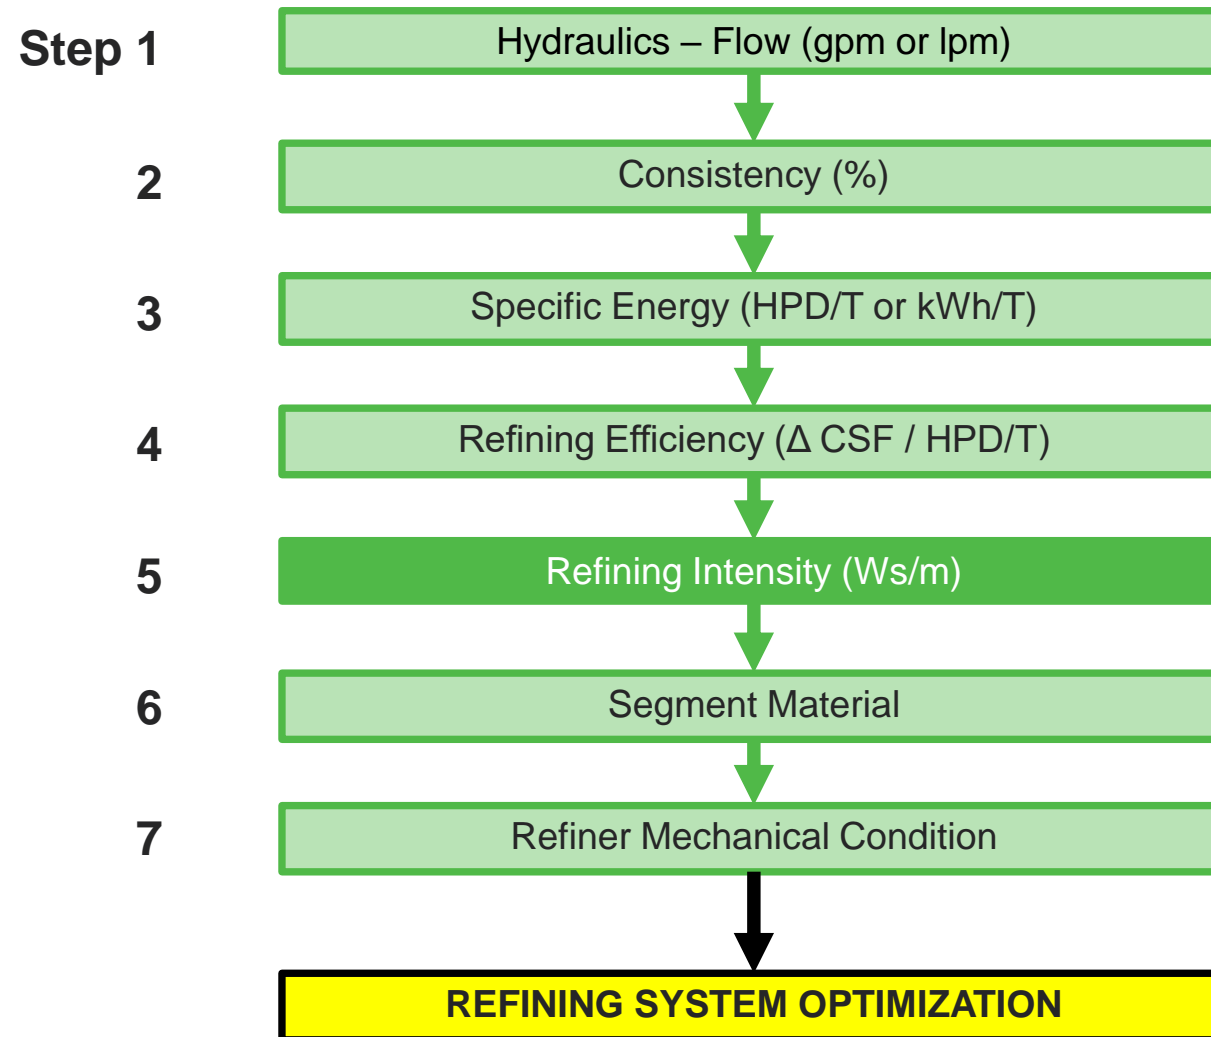 Step 1 Hydraulics – Flow (gpm or lpm)
2 Consistency (%)
3 Specific Energy (HPD/T or kWh/T)
4 Refining Efficiency (Δ CSF / HPD/T)
5 Refining Intensity (Ws/m)
6 Segment Material
7 Refiner Mechanical Condition
REFINING SYSTEM OPTIMIZATION